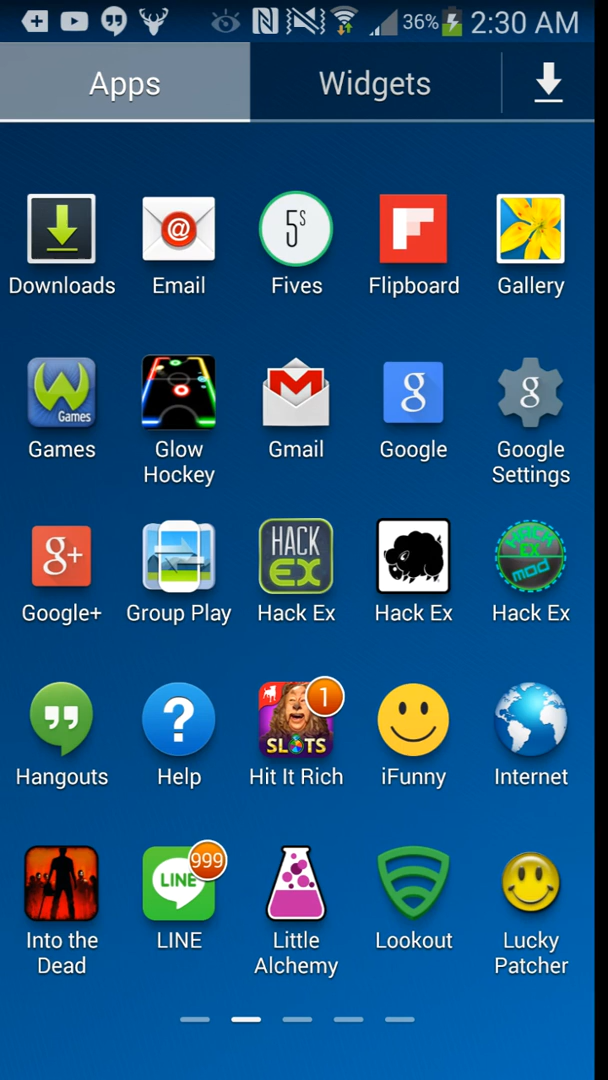 36% 2:30 AM
Apps Widgets
@ 5s
Downloads Email Fives Flipboard Gallery
W Games M g g
Games Glow Hockey Gmail Google Google Settings
g+ HACK EX HACK EX mod
Google+ Group Play Hack Ex Hack Ex Hack Ex
? SLOTS 1
Hangouts Help Hit It Rich iFunny Internet
LINE 999
Into the Dead LINE Little Alchemy Lookout Lucky Patcher